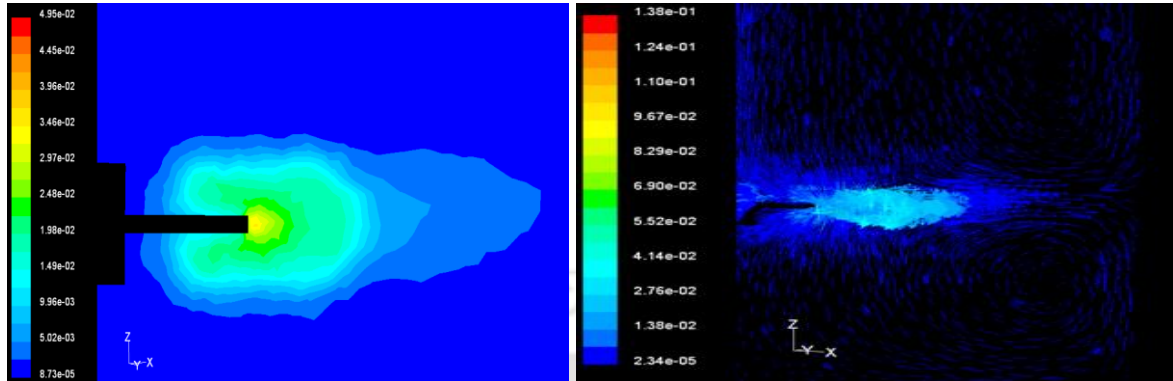 4.95e-02
4.45e-02
3.96e-02
3.46e-02
2.97e-02
2.48e-02
1.98e-02
1.49e-02
9.96e-03
5.02e-03
8.73e-05
Z
Y X
1.38e-01
1.24e-01
1.10e-01
9.67e-02
8.29e-02
6.90e-02
5.52e-02
4.14e-02
2.76e-02
1.38e-02
2.34e-05
Z
Y X